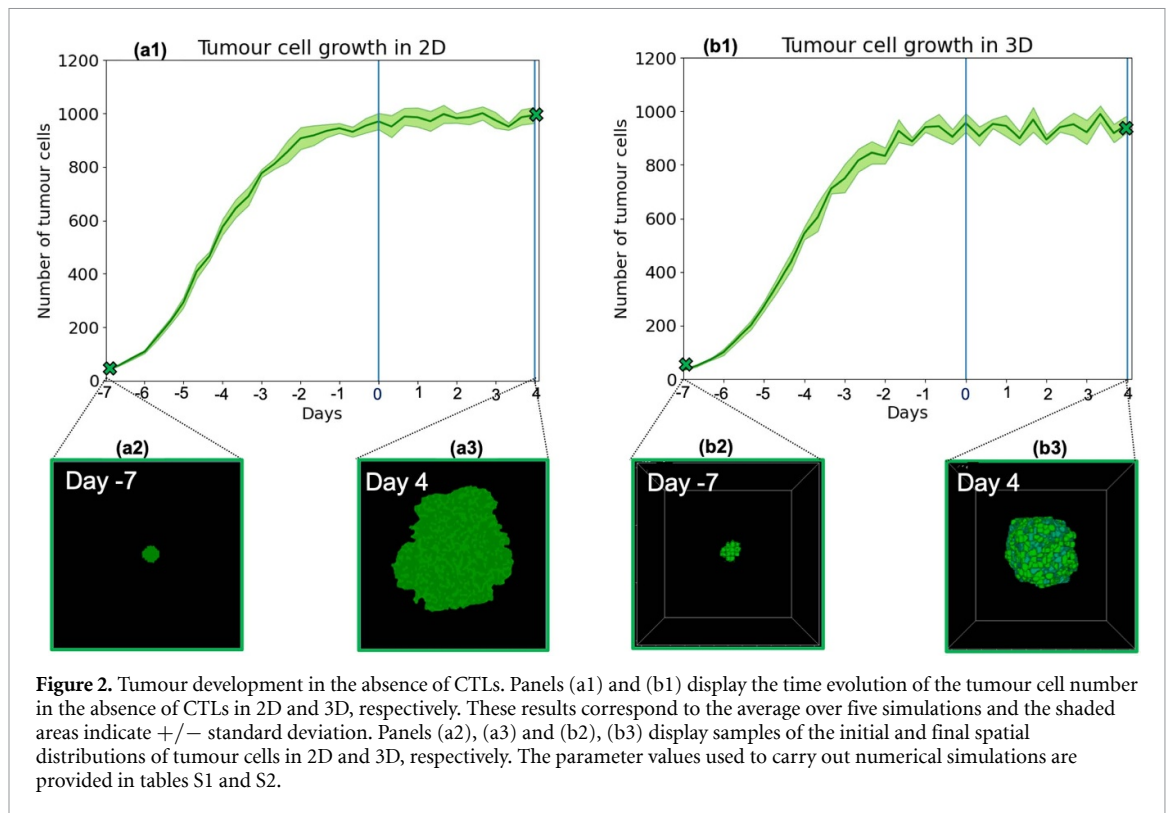 (a1) Tumour cell growth in 2D
1200
1000
800
600
400
200
0
Number of tumour cells
-7 -6 -5 -4 -3 -2 -1 0 1 2 3 4
Days
(b1) Tumour cell growth in 3D
1200
1000
800
600
400
200
0
Number of tumour cells
-7 -6 -5 -4 -3 -2 -1 0 1 2 3 4
Days
(a2)
Day -7
(a3)
Day 4
(b2)
Day -7
(b3)
Day 4
Figure 2. Tumour development in the absence of CTLs. Panels (a1) and (b1) display the time evolution of the tumour cell number
in the absence of CTLs in 2D and 3D, respectively. These results correspond to the average over five simulations and the shaded
areas indicate +/− standard deviation. Panels (a2), (a3) and (b2), (b3) display samples of the initial and final spatial
distributions of tumour cells in 2D and 3D, respectively. The parameter values used to carry out numerical simulations are
provided in tables S1 and S2.